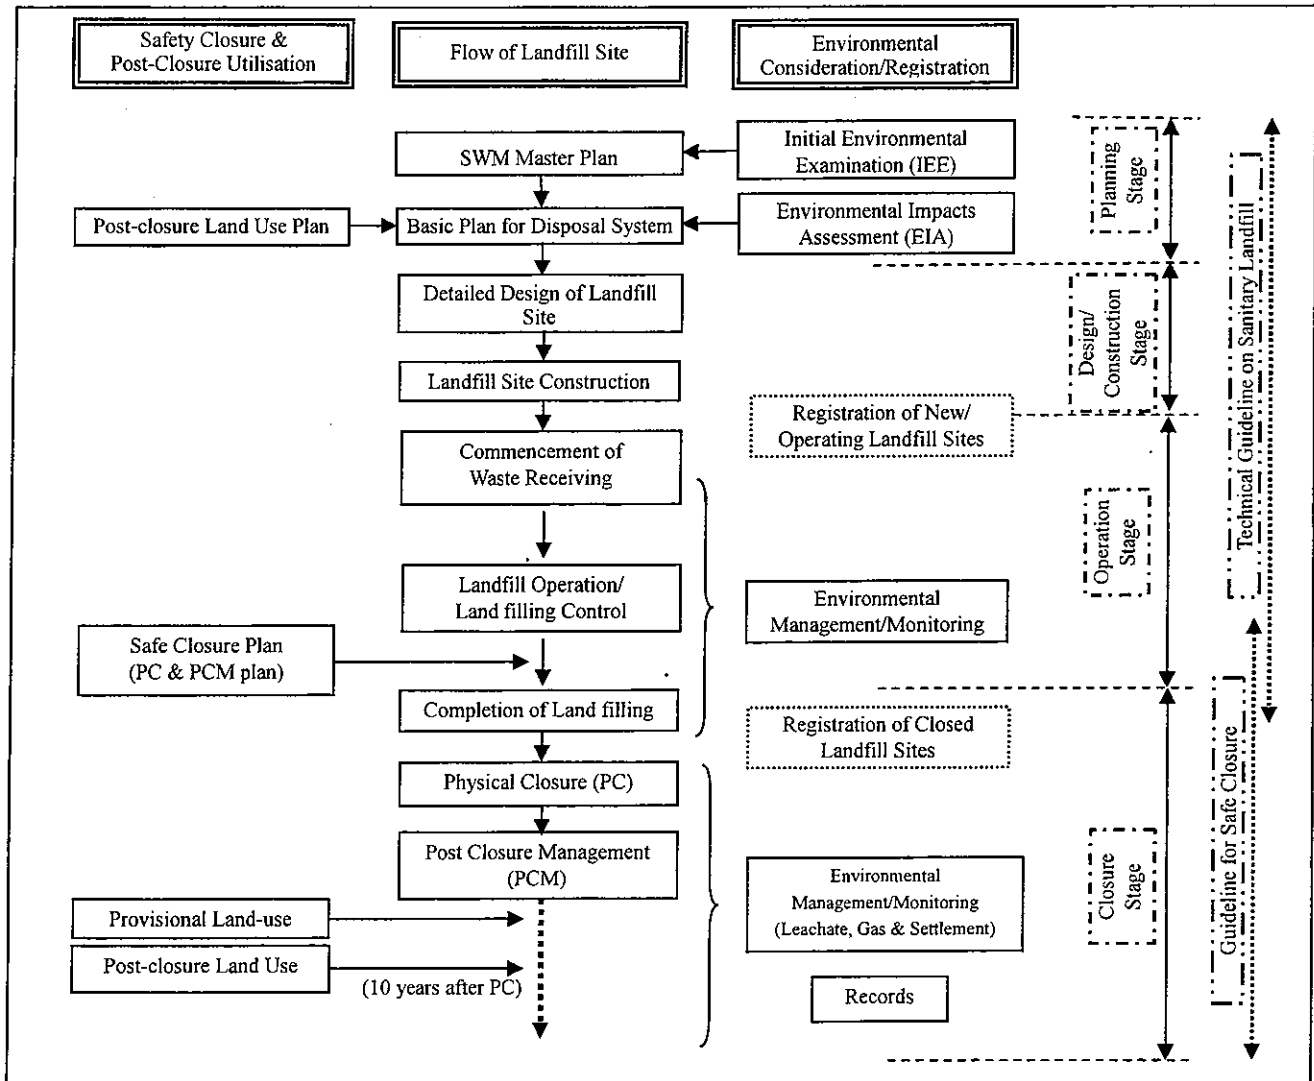 Safety Closure &
Post-Closure Utilisation
Flow of Landfill Site
Environmental
Consideration/Registration
SWM Master Plan
Initial Environmental
Examination (IEE)
Planning
Stage
Post-closure Land Use Plan
Basic Plan for Disposal System
Environmental Impacts
Assessment (EIA)
Detailed Design of Landfill
Site
Design/
Construction
Stage
Landfill Site Construction
Registration of New/
Operating Landfill Sites
Technical Guideline on Sanitary Landfill
Commencement of
Waste Receiving
Operation
Stage
Landfill Operation/
Land filling Control
Environmental
Management/Monitoring
Safe Closure Plan
(PC & PCM plan)
Completion of Land filling
Registration of Closed
Landfill Sites
Physical Closure (PC)
Guideline for Safe Closure
Post Closure Management
(PCM)
Closure
Stage
Environmental
Management/Monitoring
(Leachate, Gas & Settlement)
Provisional Land-use
Post-closure Land Use
(10 years after PC)
Records